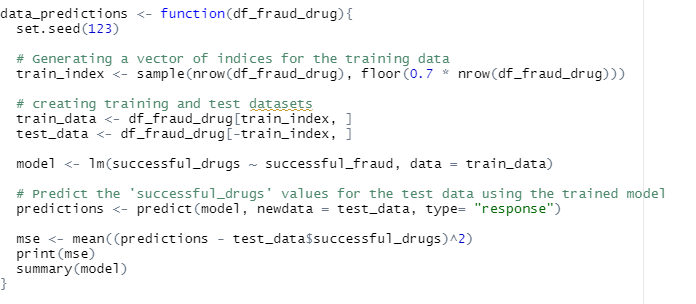 data_predictions <- function(df_fraud_drug){
set.seed(123)
# Generating a vector of indices for the training data
train_index <- sample(nrow(df_fraud_drug), floor(0.7 * nrow(df_fraud_drug)))
# creating training and test datasets
train_data <- df_fraud_drug[train_index, ]
test_data <- df_fraud_drug[-train_index, ]
model <- lm(successful_drugs ~ successful_fraud, data = train_data)
# Predict the 'successful_drugs' values for the test data using the trained model
predictions <- predict(model, newdata = test_data, type= "response")
mse <- mean((predictions - test_data$successful_drugs)^2)
print(mse)
summary(model)
}